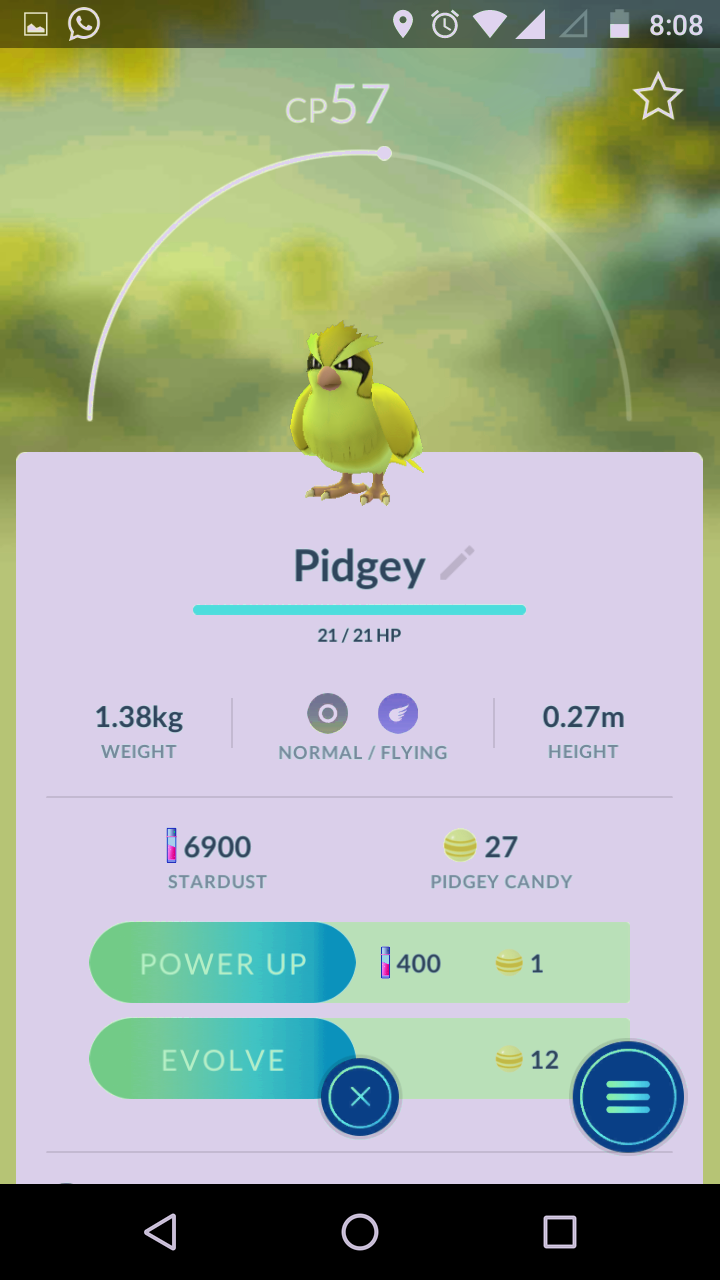 8:08
CP57
Pidgey
21 / 21 HP
1.38kg
WEIGHT
NORMAL / FLYING
0.27m
HEIGHT
6900
STARDUST
27
PIDGEY CANDY
POWER UP 400 1
EVOLVE 12